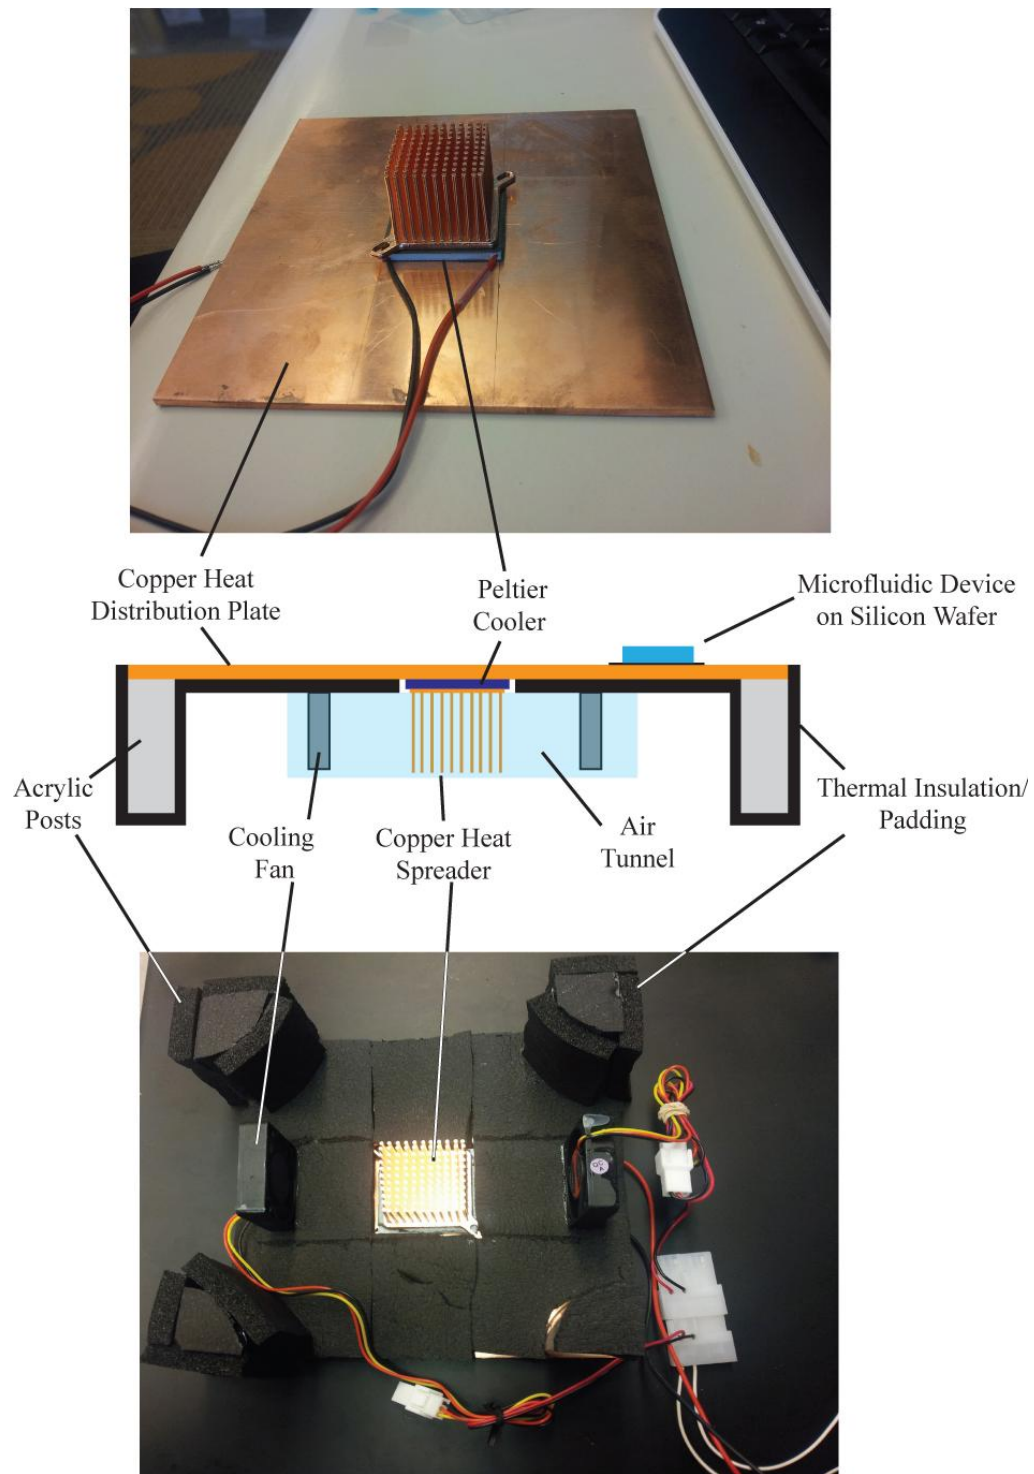 Copper Heat
Distribution Plate
Peltier
Cooler
Microfluidic Device
on Silicon Wafer
Acrylic
Posts
Cooling
Fan
Copper Heat
Spreader
Air
Tunnel
Thermal Insulation/
Padding